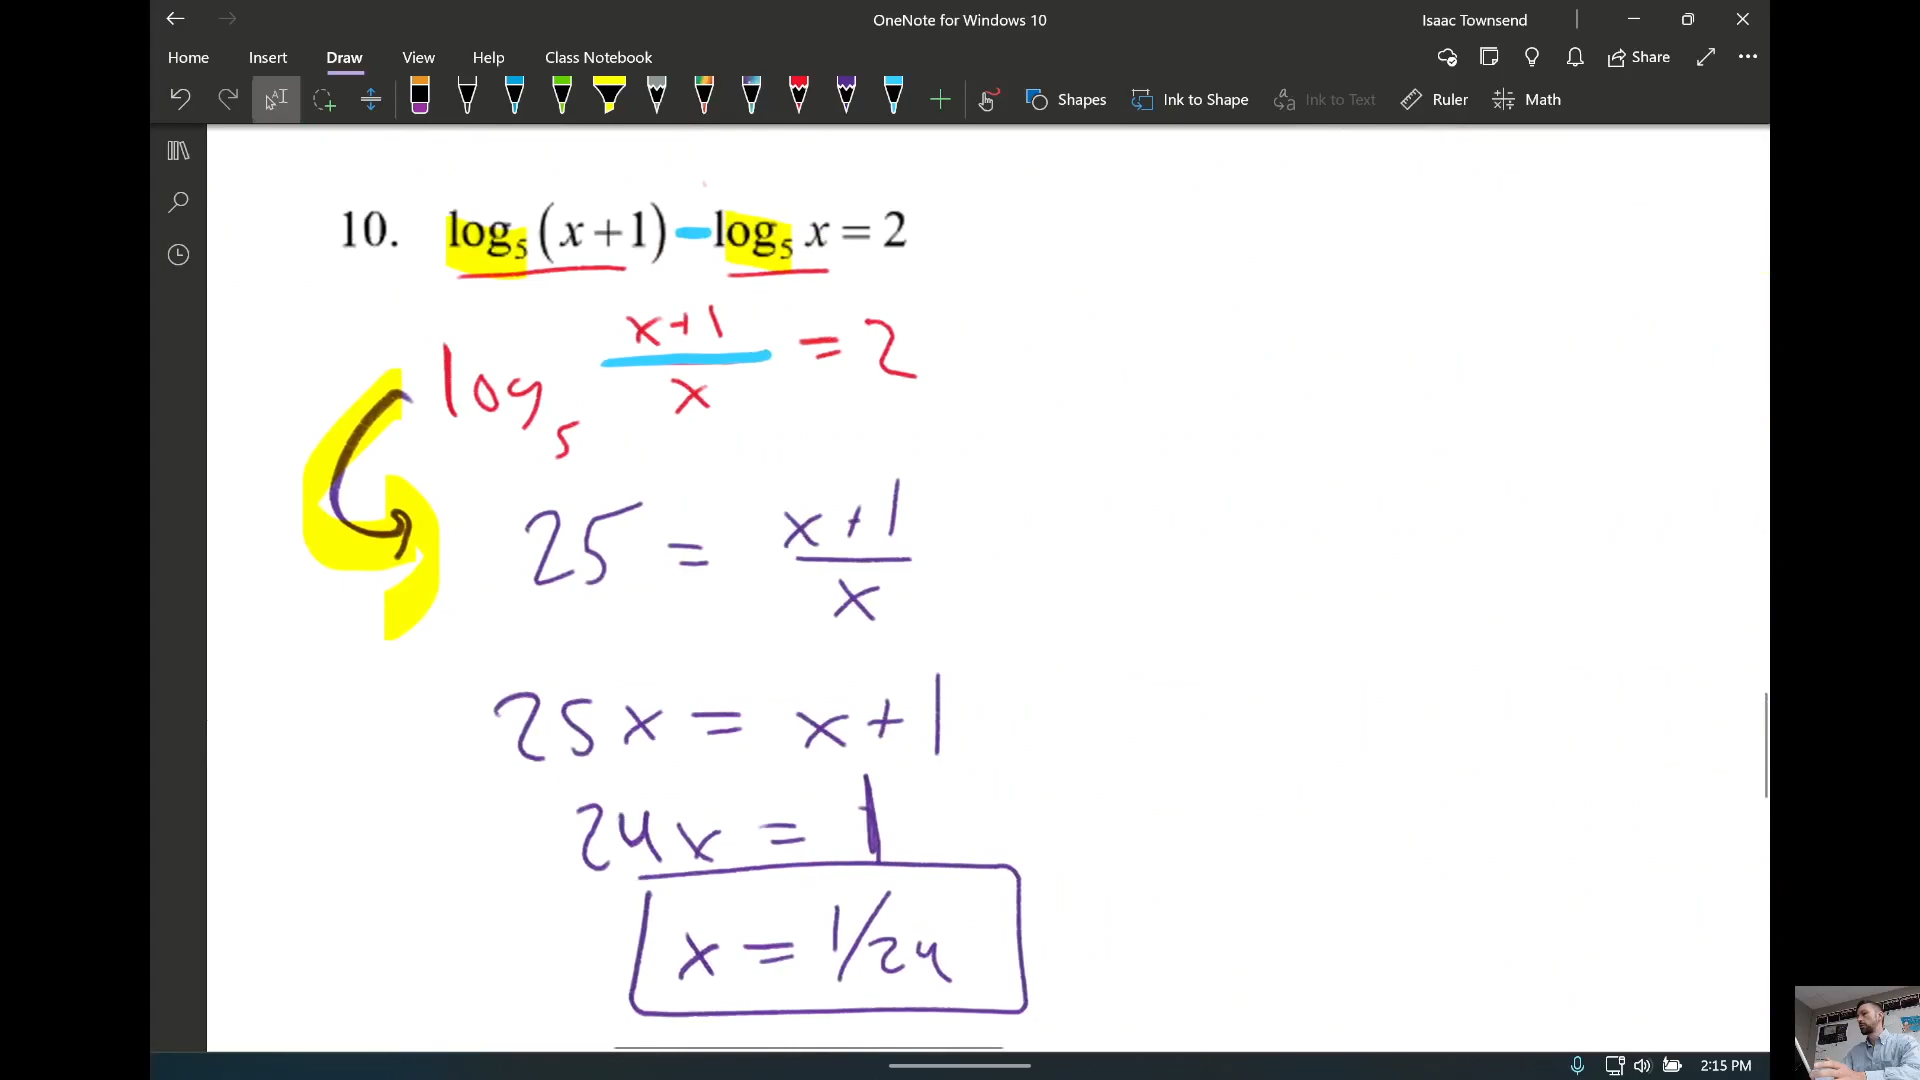 OneNote for Windows 10
Isaac Townsend
Home Insert Draw View Help Class Notebook
Share
Shapes Ink to Shape Ink to Text Ruler Math
10. log₅(x+1) - log₅ x = 2
log₅ (x+1)/x = 2
25 = (x+1)/x
25x = x+1
24x = 1
x = 1/24
2:15 PM